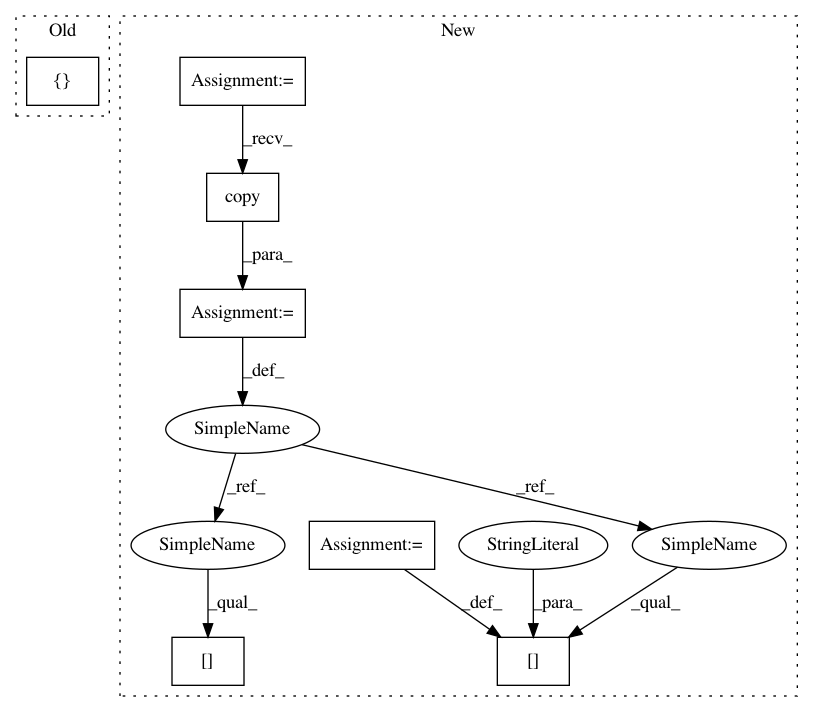 Old
New
{}
Assignment:=
_recv_
copy
_para_
Assignment:=
_def_
SimpleName
_ref_
_ref_
SimpleName
Assignment:=
StringLiteral
SimpleName
_qual_
_def_
_para_
_qual_
[]
[]